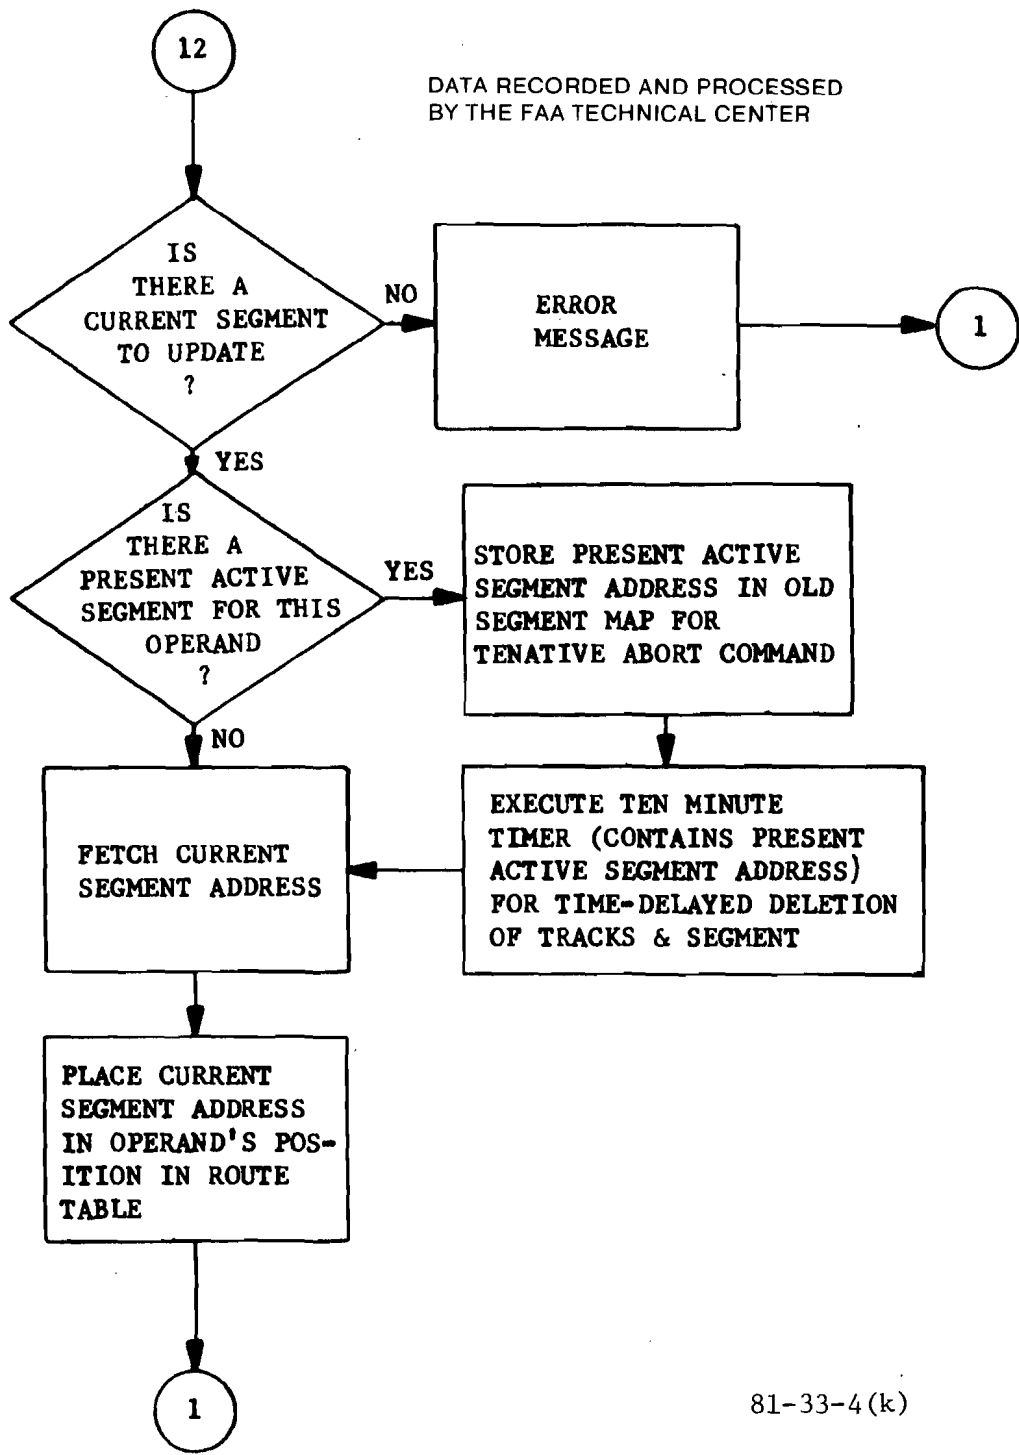 12
DATA RECORDED AND PROCESSED
BY THE FAA TECHNICAL CENTER
IS
THERE A
CURRENT SEGMENT
TO UPDATE
?
NO
ERROR
MESSAGE
1
YES
IS
THERE A
PRESENT ACTIVE
SEGMENT FOR THIS
OPERAND
?
YES
STORE PRESENT ACTIVE
SEGMENT ADDRESS IN OLD
SEGMENT MAP FOR
TENATIVE ABORT COMMAND
NO
EXECUTE TEN MINUTE
TIMER (CONTAINS PRESENT
ACTIVE SEGMENT ADDRESS)
FOR TIME-DELAYED DELETION
OF TRACKS & SEGMENT
FETCH CURRENT
SEGMENT ADDRESS
PLACE CURRENT
SEGMENT ADDRESS
IN OPERAND'S POS-
ITION IN ROUTE
TABLE
1
81-33-4(k)